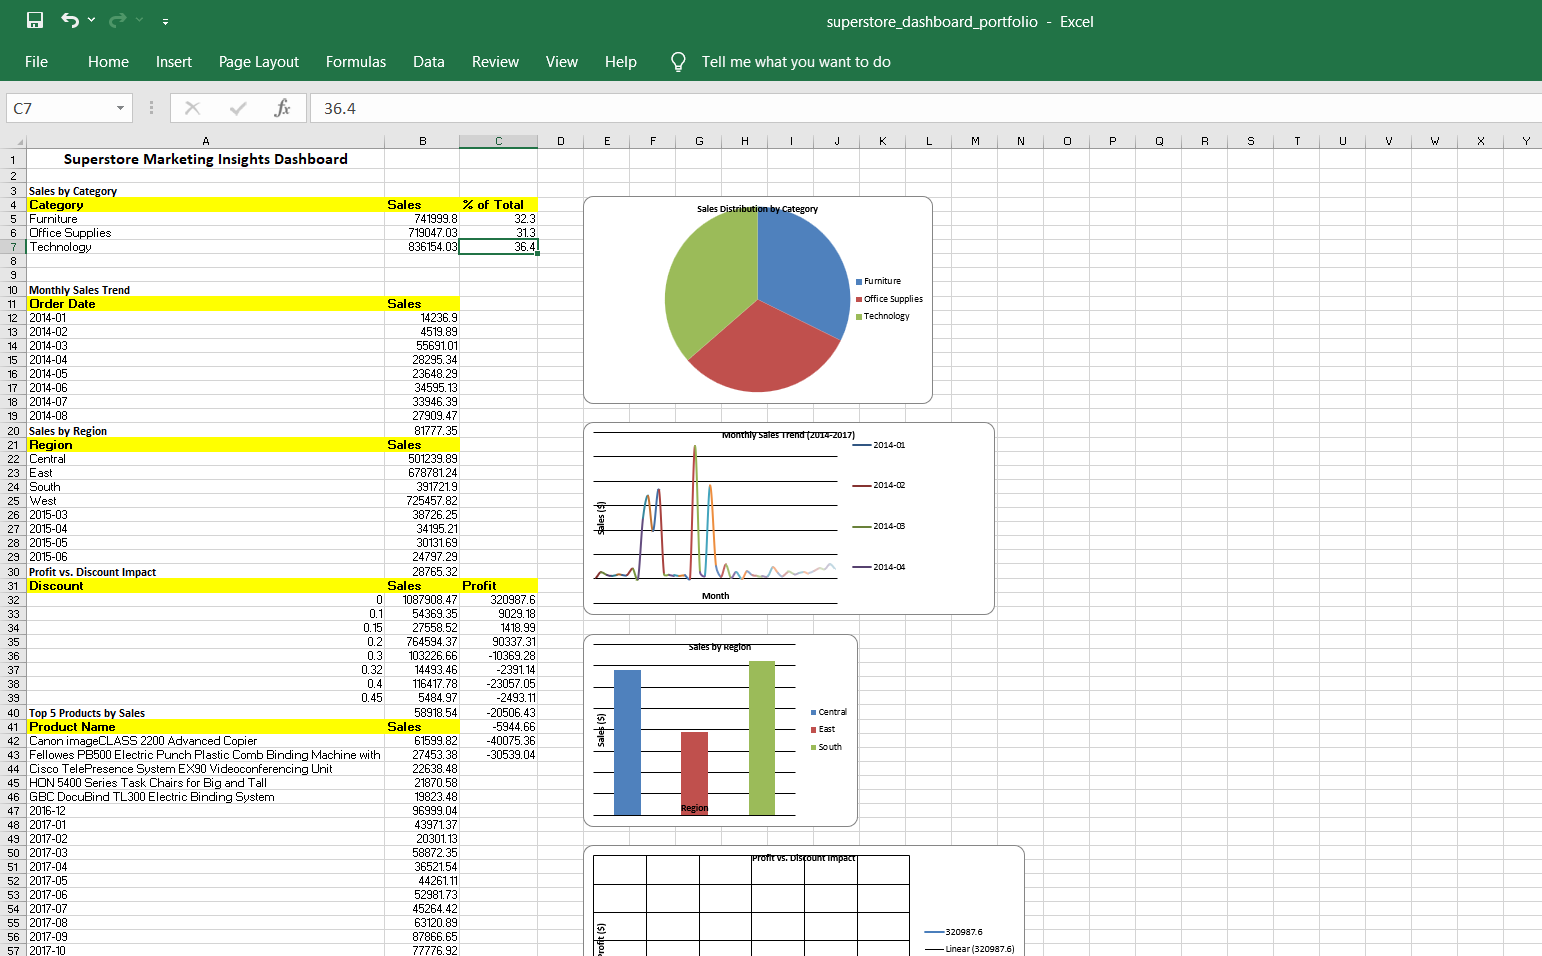 superstore_dashboard_portfolio - Excel
File Home Insert Page Layout Formulas Data Review View Help Tell me what you want to do
C7 fx 36.4
A B C D E F G H I J K L M N O P Q R S T U V W X Y
1 Superstore Marketing Insights Dashboard
2
3 Sales by Category
4 Category Sales % of Total
5 Furniture 741999.8 32.3
6 Office Supplies 719047.03 31.3
7 Technology 836154.03 36.4
8
9
10 Monthly Sales Trend
11 Order Date Sales
12 2014-01 14236.9
13 2014-02 4519.89
14 2014-03 55691.01
15 2014-04 28295.34
16 2014-05 23648.29
17 2014-06 34595.13
18 2014-07 33946.39
19 2014-08 27909.47
20 Sales by Region 81777.35
21 Region Sales
22 Central 501239.89
23 East 678781.24
24 South 391721.9
25 West 725457.82
26 2015-03 38726.25
27 2015-04 34195.21
28 2015-05 30131.69
29 2015-06 24797.29
30 Profit vs. Discount Impact 28765.32
31 Discount Sales Profit
32 0 1087908.47 320987.6
33 0.1 54369.35 9029.18
34 0.15 27558.52 1418.99
35 0.2 764594.37 90337.31
36 0.3 103226.66 -10369.28
37 0.32 14493.46 -2391.14
38 0.4 116417.78 -23057.05
39 0.45 5484.97 -2493.11
40 Top 5 Products by Sales 58918.54 -20506.43
41 Product Name Sales -5944.66
42 Canon imageCLASS 2200 Advanced Copier 61599.82 -40075.36
43 Fellowes PB500 Electric Punch Plastic Comb Binding Machine with 27453.38 -30539.04
44 Cisco TelePresence System EX90 Videoconferencing Unit 22638.48
45 HON 5400 Series Task Chairs for Big and Tall 21870.58
46 GBC DocuBind TL300 Electric Binding System 19823.48
47 2016-12 96999.04
48 2017-01 43971.37
49 2017-02 20301.13
50 2017-03 58872.35
51 2017-04 36521.54
52 2017-05 44261.11
53 2017-06 52981.73
54 2017-07 45264.42
55 2017-08 63120.89
56 2017-09 87866.65
57 2017-10 77776.92
Sales Distribution by Category
Furniture
Office Supplies
Technology
Monthly Sales Trend (2014-2017)
2014-01
2014-02
2014-03
2014-04
Sales ($)
Month
Sales by Region
Central
East
South
Sales ($)
Region
Profit vs. Discount Impact
320987.6
Linear (320987.6)
Profit ($)